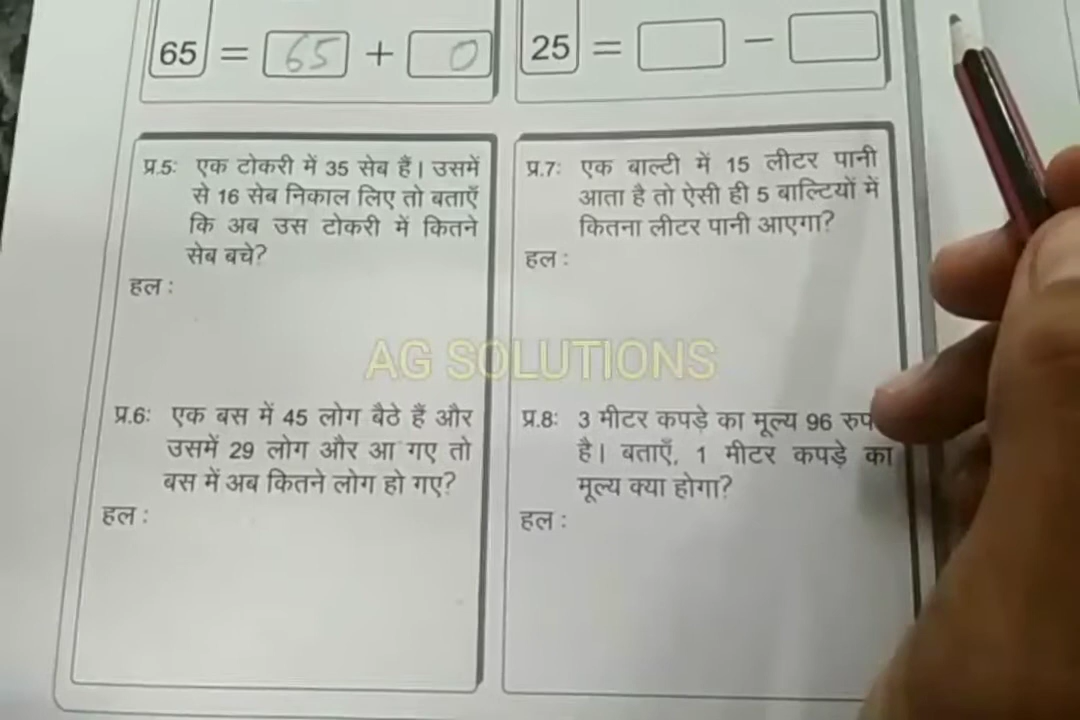 65 = 65 + 0
25 = −
प्र.5: एक टोकरी में 35 सेब हैं। उसमें
से 16 सेब निकाल लिए तो बताएँ
कि अब उस टोकरी में कितने
सेब बचे?
हल :
प्र.6: एक बस में 45 लोग बैठे हैं और
उसमें 29 लोग और आ गए तो
बस में अब कितने लोग हो गए?
हल :
प्र.7: एक बाल्टी में 15 लीटर पानी
आता है तो ऐसी ही 5 बाल्टियों में
कितना लीटर पानी आएगा?
हल :
प्र.8: 3 मीटर कपड़े का मूल्य 96
है। बताएँ, 1 मीटर कपड़े का
मूल्य क्या होगा?
हल :
AG SOLUTIONS